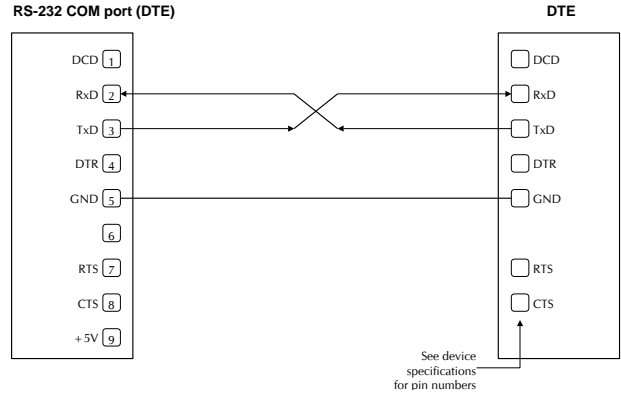 RS-232 COM port (DTE)
DTE
DCD 1
DCD
RxD 2
RxD
TxD 3
TxD
DTR 4
DTR
GND 5
GND
6
RTS 7
RTS
CTS 8
CTS
+5V 9
See device
specifications
for pin numbers